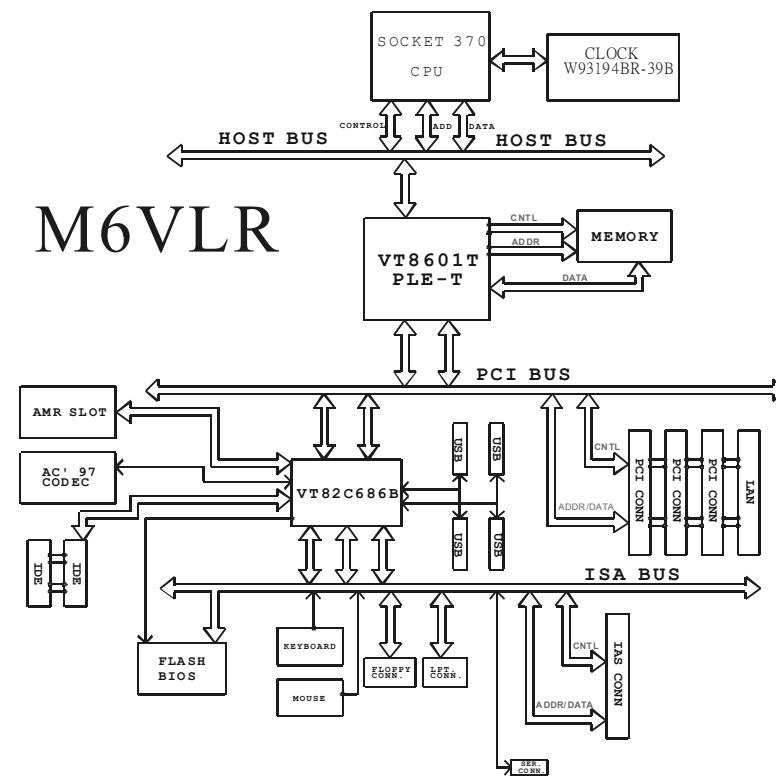 SOCKET 370
CPU
CLOCK
W93194BR-39B
CONTROL
ADD
DATA
HOST BUS
HOST BUS
M6VLR
VT8601T
PLE-T
CNTL
ADDR
DATA
MEMORY
PCI BUS
AMR SLOT
AC' 97
CODEC
VT82C686B
USB
USB
USB
USB
CNTL
ADDR/DATA
PCI CONN
PCI CONN
PCI CONN
LAN
IDE
IDE
ISA BUS
FLASH
BIOS
KEYBOARD
MOUSE
FLOPPY
CONN.
LPT.
CONN.
CNTL
ADDR/DATA
IAS CONN
SER.
CONN.